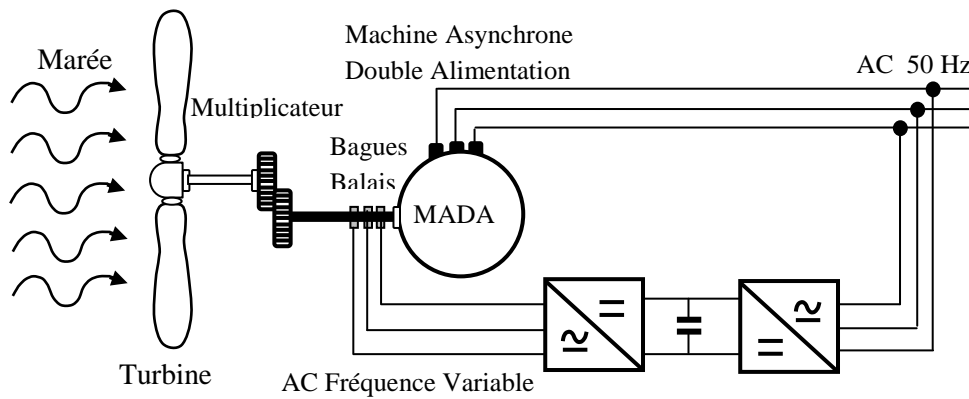 Machine Asynchrone
Double Alimentation
Marée
AC 50 Hz
Multiplicateur
Bagues
Balais
MADA
Turbine
AC Fréquence Variable